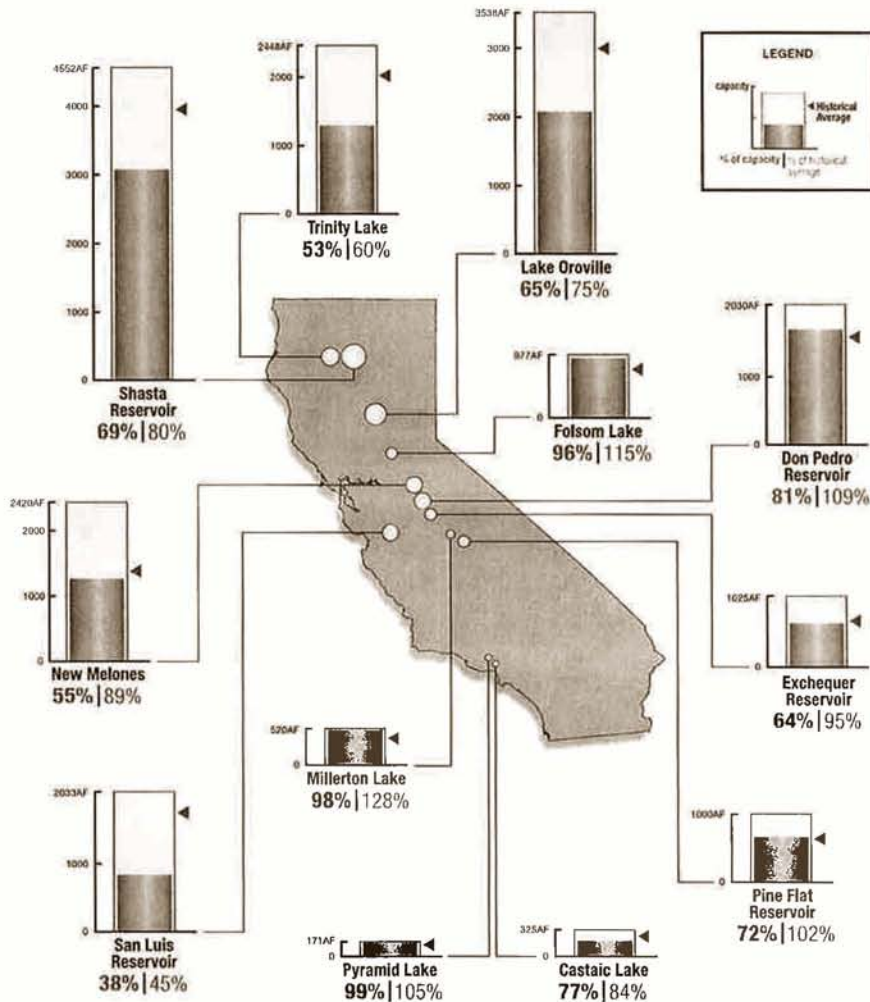 3538AF
3000
2000
1000
0
Lake Oroville
65% | 75%
2448AF
2000
1000
0
Trinity Lake
53% | 60%
4552AF
4000
3000
2000
1000
0
Shasta
Reservoir
69% | 80%
LEGEND
capacity
Historical
Average
% of capacity | % of historical
average
2030AF
1000
0
Don Pedro
Reservoir
81% | 109%
977AF
0
Folsom Lake
96% | 115%
2420AF
2000
1000
0
New Melones
55% | 89%
1025AF
0
Exchequer
Reservoir
64% | 95%
520AF
0
Millerton Lake
98% | 128%
2033AF
1000
0
San Luis
Reservoir
38% | 45%
1000AF
0
Pine Flat
Reservoir
72% | 102%
171AF
0
Pyramid Lake
99% | 105%
325AF
0
Castaic Lake
77% | 84%